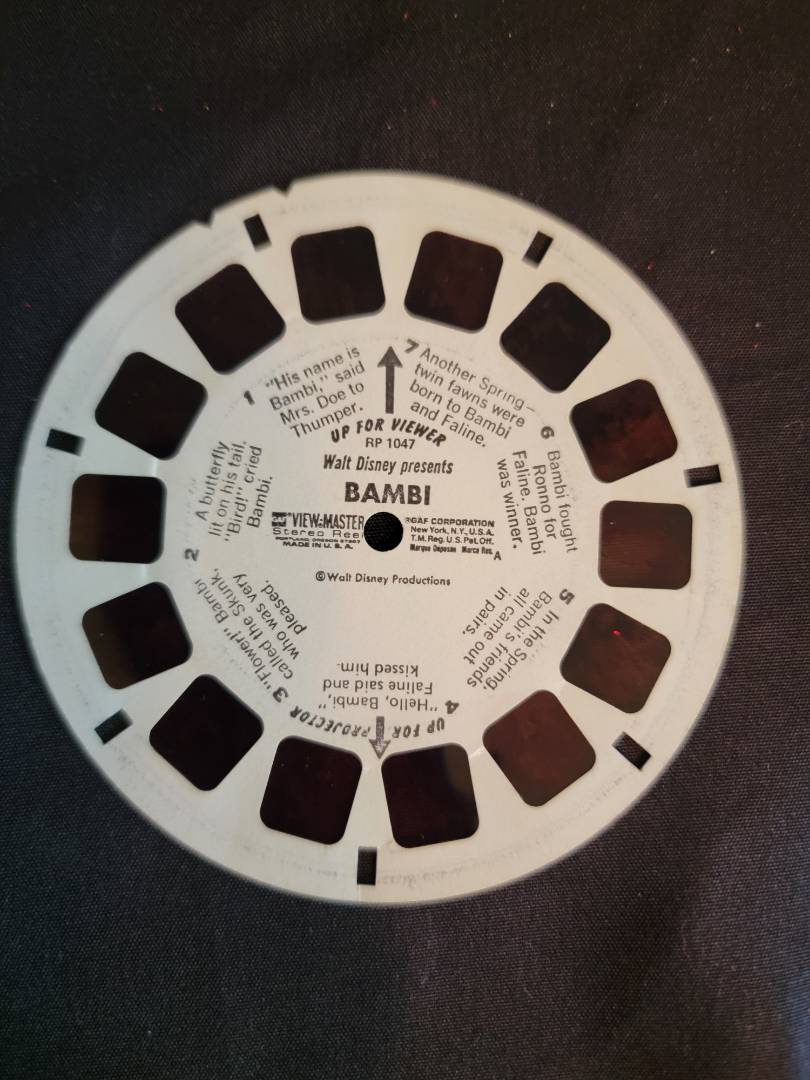 UP FOR VIEWER
RP 1047
Walt Disney presents
BAMBI
GAF VIEW-MASTER
Stereo Reel
PORTLAND, OREGON 97207
MADE IN U. S. A.
®GAF CORPORATION
New York, N.Y., U.S.A.
T.M. Reg. U.S. Pat. Off.
Marque Deposee Marca Reg.
A
©Walt Disney Productions
1
"His name is
Bambi," said
Mrs. Doe to
Thumper.
2
A butterfly
lit on his tail.
"Bird!" cried
Bambi.
3
"Flower!" Bambi
called the Skunk,
who was very
pleased.
4
"Hello, Bambi,"
Faline said and
kissed him.
5
In the Spring,
all came out
Bambi's friends
in pairs.
6
Bambi fought
Ronno for
Faline. Bambi
was winner.
7
Another Spring—
twin fawns were
born to Bambi
and Faline.
UP FOR PROJECTOR